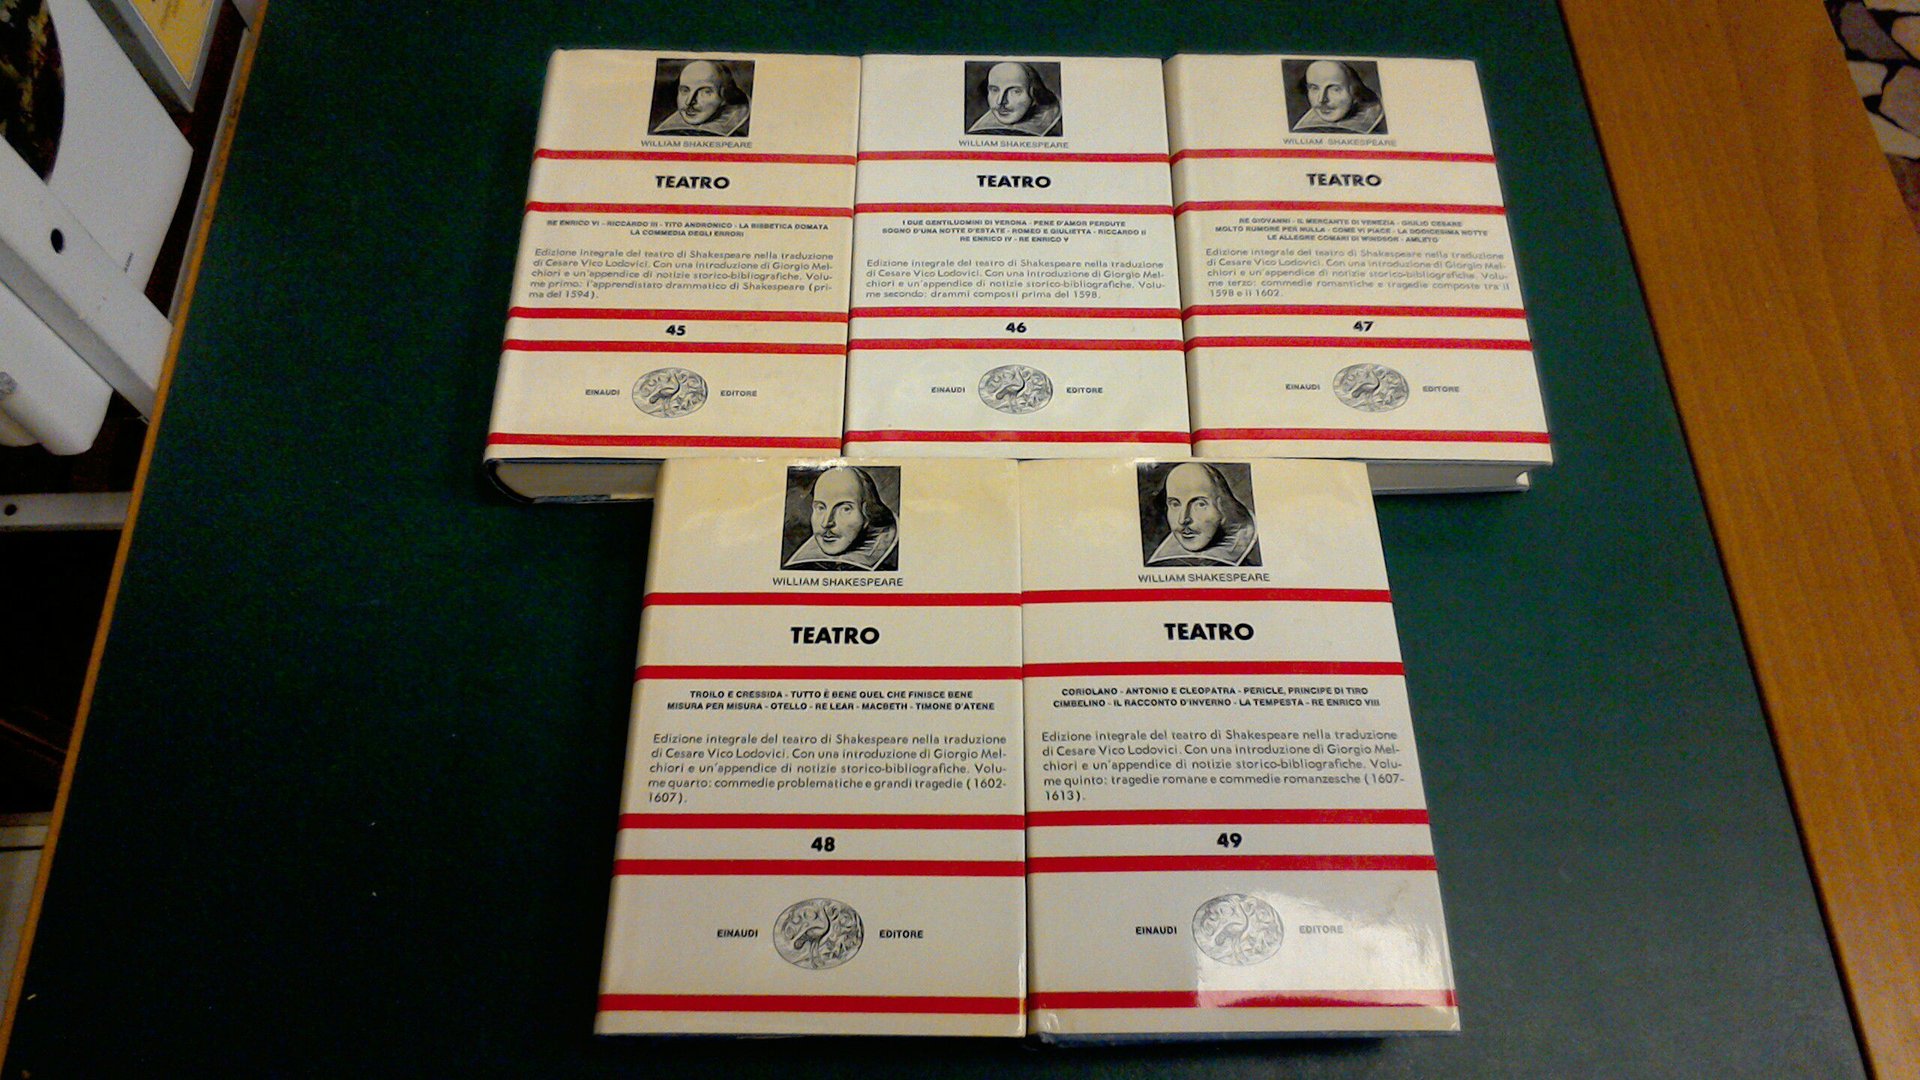 WILLIAM SHAKESPEARE
TEATRO
RE ENRICO VI - RICCARDO III - TITO ANDRONICO - LA BISBETICA DOMATA
LA COMMEDIA DEGLI ERRORI
Edizione integrale del teatro di Shakespeare nella traduzione
di Cesare Vico Lodovici. Con una introduzione di Giorgio Mel-
chiori e un'appendice di notizie storico-bibliografiche. Volu-
me primo: l'apprendistato drammatico di Shakespeare (pri-
ma del 1594).
45
EINAUDI EDITORE
WILLIAM SHAKESPEARE
TEATRO
I DUE GENTILUOMINI DI VERONA - PENE D'AMOR PERDUTE
SOGNO D'UNA NOTTE D'ESTATE - ROMEO E GIULIETTA - RICCARDO II
RE ENRICO IV - RE ENRICO V
Edizione integrale del teatro di Shakespeare nella traduzione
di Cesare Vico Lodovici. Con una introduzione di Giorgio Mel-
chiori e un'appendice di notizie storico-bibliografiche. Volu-
me secondo: drammi composti prima del 1598.
46
EINAUDI EDITORE
WILLIAM SHAKESPEARE
TEATRO
RE GIOVANNI - IL MERCANTE DI VENEZIA - GIULIO CESARE
MOLTO RUMORE PER NULLA - COME VI PIACE - LA DODICESIMA NOTTE
LE ALLEGRE COMARI DI WINDSOR - AMLETO
Edizione integrale del teatro di Shakespeare nella traduzione
di Cesare Vico Lodovici. Con una introduzione di Giorgio Mel-
chiori e un'appendice di notizie storico-bibliografiche. Volu-
me terzo: commedie romantiche e tragedie composte tra il
1598 e il 1602.
47
EINAUDI EDITORE
WILLIAM SHAKESPEARE
TEATRO
TROILO E CRESSIDA - TUTTO È BENE QUEL CHE FINISCE BENE
MISURA PER MISURA - OTELLO - RE LEAR - MACBETH - TIMONE D'ATENE
Edizione integrale del teatro di Shakespeare nella traduzione
di Cesare Vico Lodovici. Con una introduzione di Giorgio Mel-
chiori e un'appendice di notizie storico-bibliografiche. Volu-
me quarto: commedie problematiche e grandi tragedie (1602-
1607).
48
EINAUDI EDITORE
WILLIAM SHAKESPEARE
TEATRO
CORIOLANO - ANTONIO E CLEOPATRA - PERICLE, PRINCIPE DI TIRO
CIMBELINO - IL RACCONTO D'INVERNO - LA TEMPESTA - RE ENRICO VIII
Edizione integrale del teatro di Shakespeare nella traduzione
di Cesare Vico Lodovici. Con una introduzione di Giorgio Mel-
chiori e un'appendice di notizie storico-bibliografiche. Volu-
me quinto: tragedie romane e commedie romanzesche (1607-
1613).
49
EINAUDI EDITORE